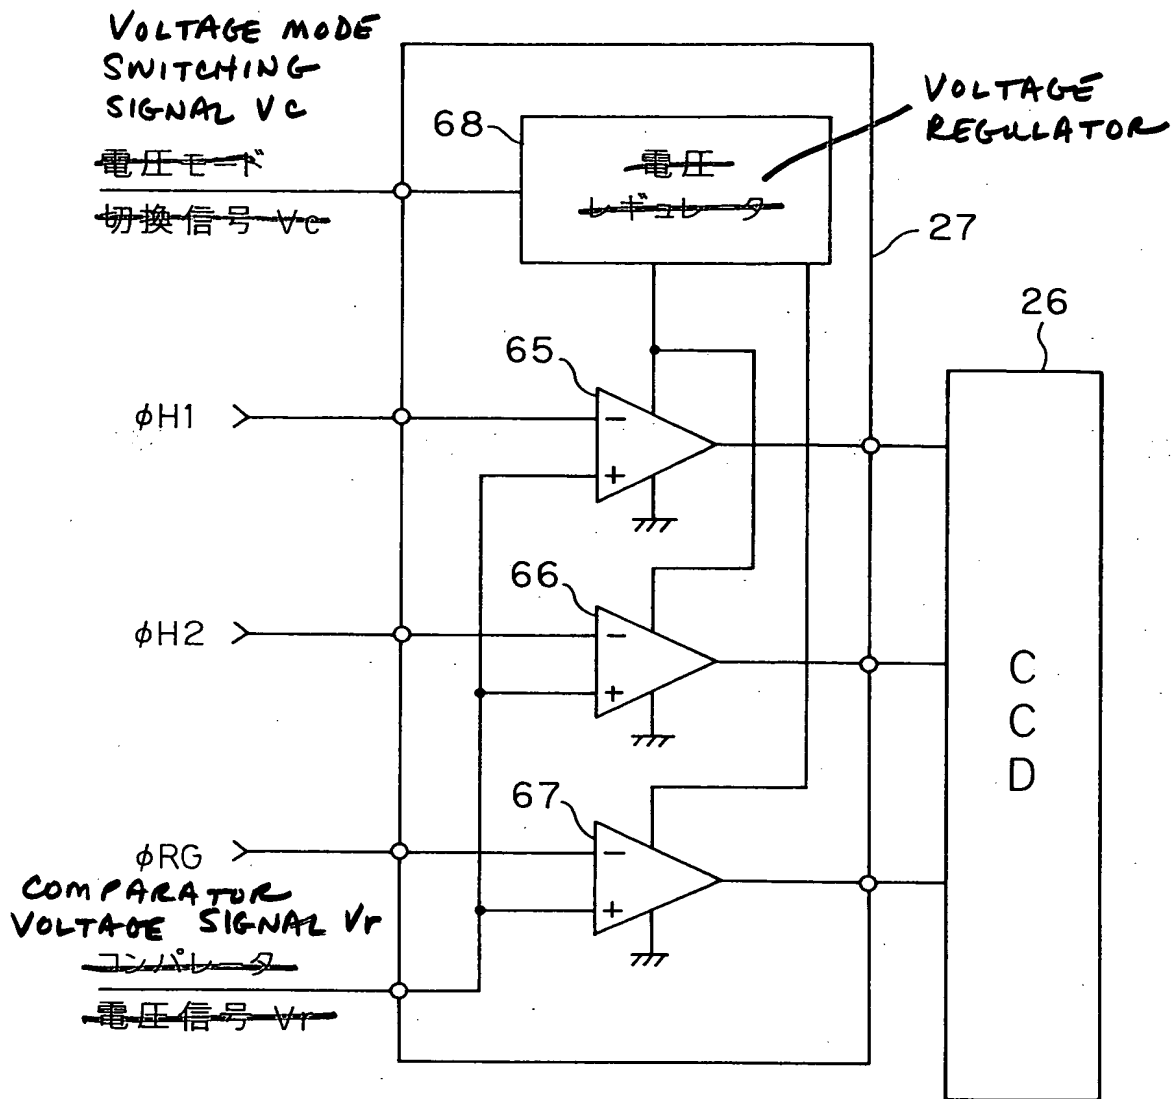 VOLTAGE MODE
SWITCHING
SIGNAL Vc
電圧モード
切換信号 Vc
68
電圧
レギュレータ
VOLTAGE
REGULATOR
27
26
65
φH1
−
+
66
φH2
−
+
CCD
67
φRG
−
+
COMPARATOR
VOLTAGE SIGNAL Vr
コンパレータ
電圧信号 Vr